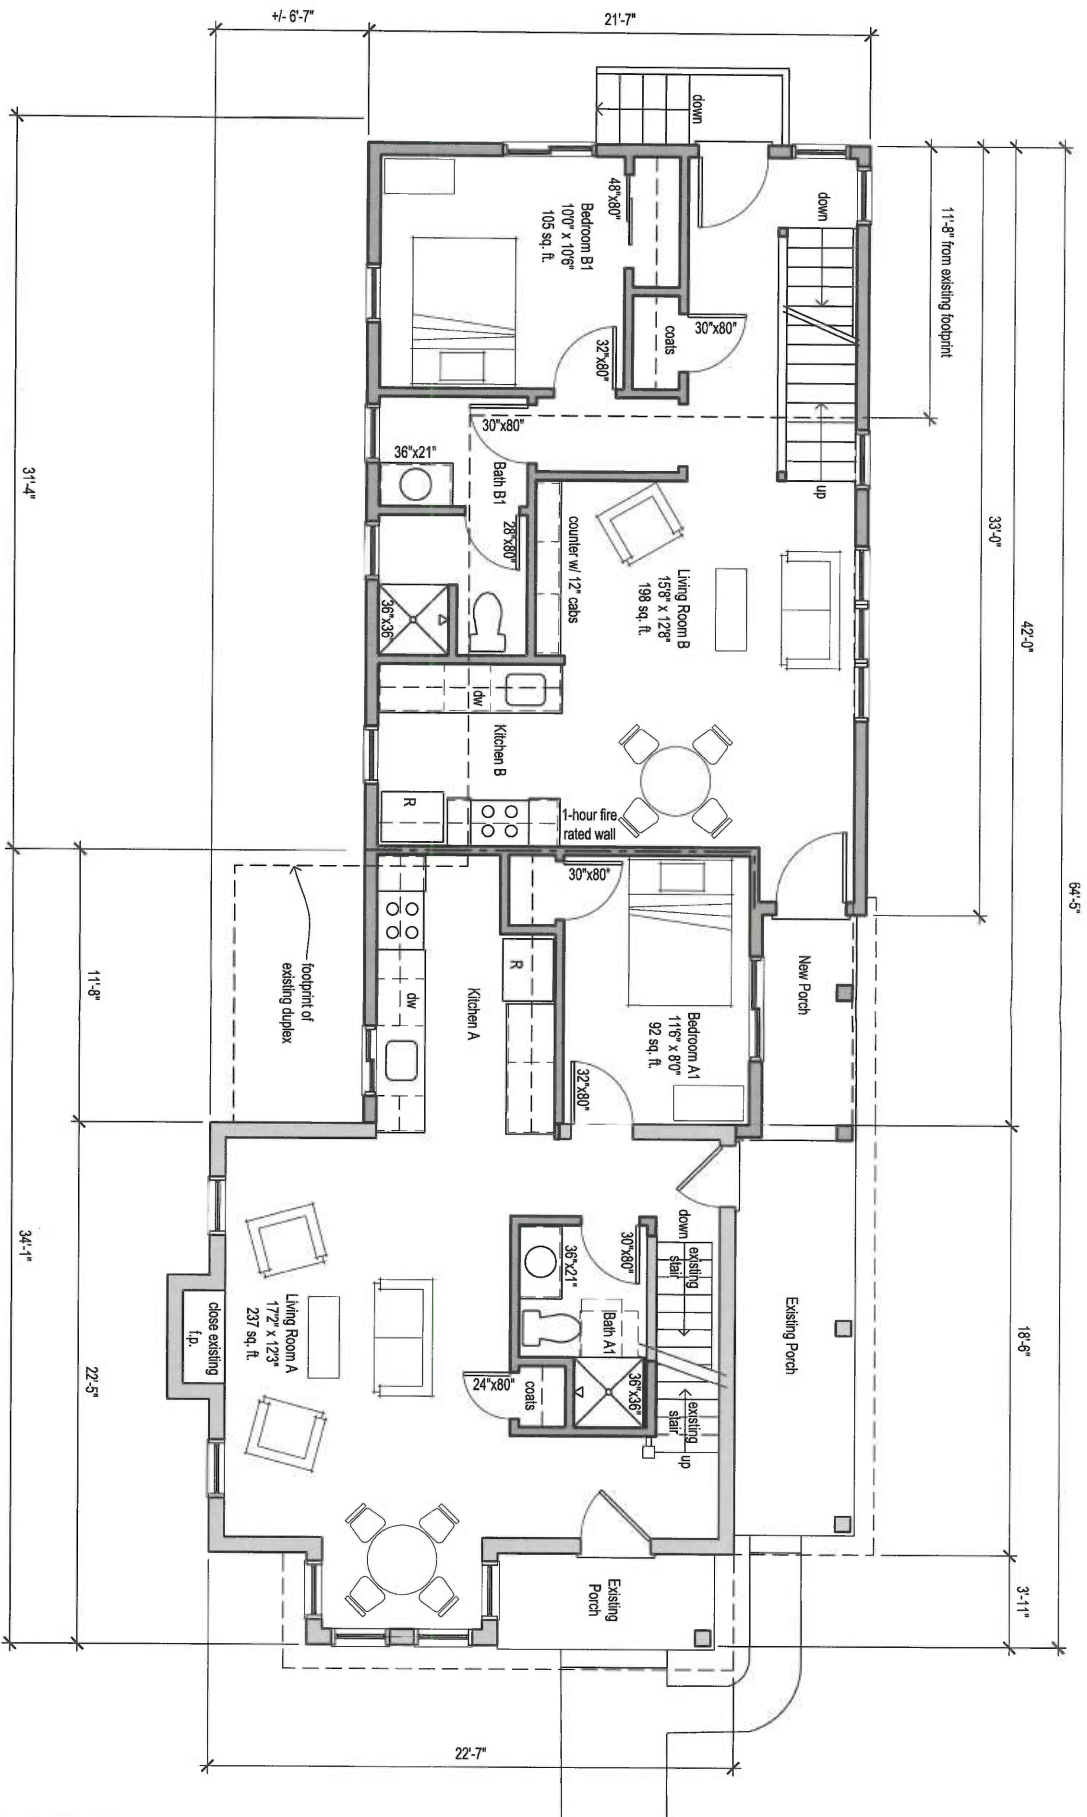 +/- 6'-7"
21'-7"
down
11'-8" from existing footprint
33'-0"
42'-0"
64'-5"
31'-4"
down
48"x80"
Bedroom B1
10'0" x 10'6"
105 sq. ft.
coats
30"x80"
32"x80"
30"x80"
36"x21"
Bath B1
28"x80"
36"x36"
up
counter w/ 12" cabs
Living Room B
15'8" x 12'8"
198 sq. ft.
dw
Kitchen B
R
1-hour fire
rated wall
30"x80"
New Porch
footprint of
existing duplex
dw
Kitchen A
R
Bedroom A1
11'6" x 8'0"
92 sq. ft.
32"x80"
11'-8"
34'-1"
22'-5"
18'-6"
3'-11"
down
existing
stair
30"x80"
36"x21"
Bath A1
36"x36"
existing
stair
up
24"x80"
coats
Existing Porch
Living Room A
17'2" x 12'3"
237 sq. ft.
close existing
f.p.
Existing
Porch
22'-7"